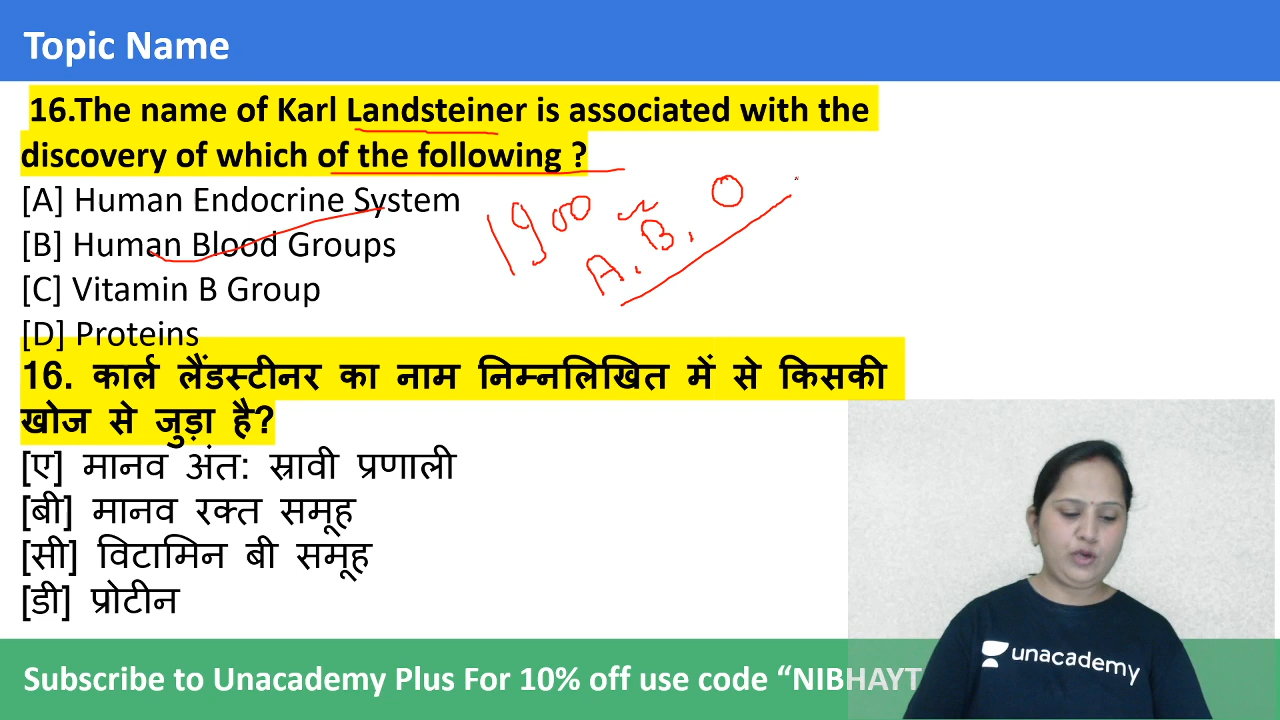 Topic Name
16.The name of Karl Landsteiner is associated with the
discovery of which of the following ?
[A] Human Endocrine System
[B] Human Blood Groups
[C] Vitamin B Group
[D] Proteins
1900
A, B, O
16. कार्ल लैंडस्टीनर का नाम निम्नलिखित में से किसकी
खोज से जुड़ा है?
[ए] मानव अंत: स्रावी प्रणाली
[बी] मानव रक्त समूह
[सी] विटामिन बी समूह
[डी] प्रोटीन
unacademy
Subscribe to Unacademy Plus For 10% off use code “NIBHAYT